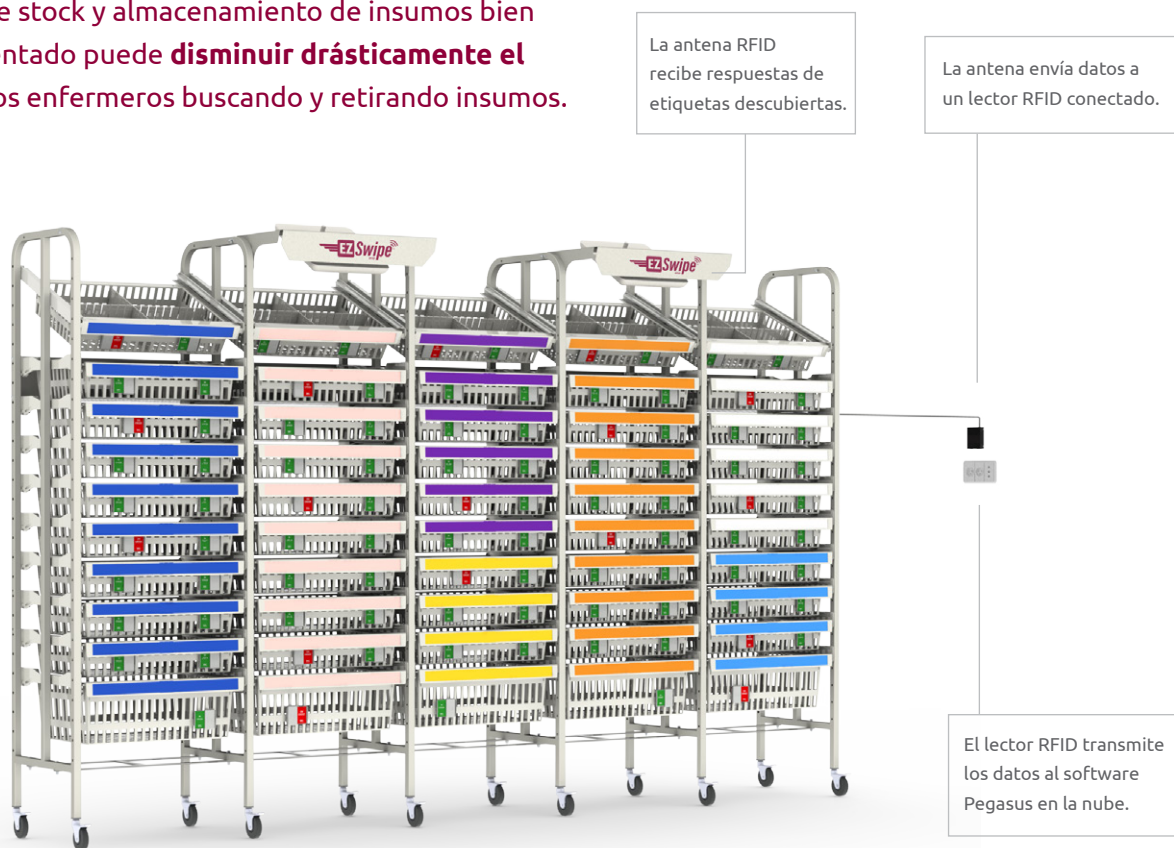 e stock y almacenamiento de insumos bien
entado puede disminuir drásticamente el
os enfermeros buscando y retirando insumos.
La antena RFID
recibe respuestas de
etiquetas descubiertas.
La antena envía datos a
un lector RFID conectado.
EZSwipe
EZSwipe
El lector RFID transmite
los datos al software
Pegasus en la nube.